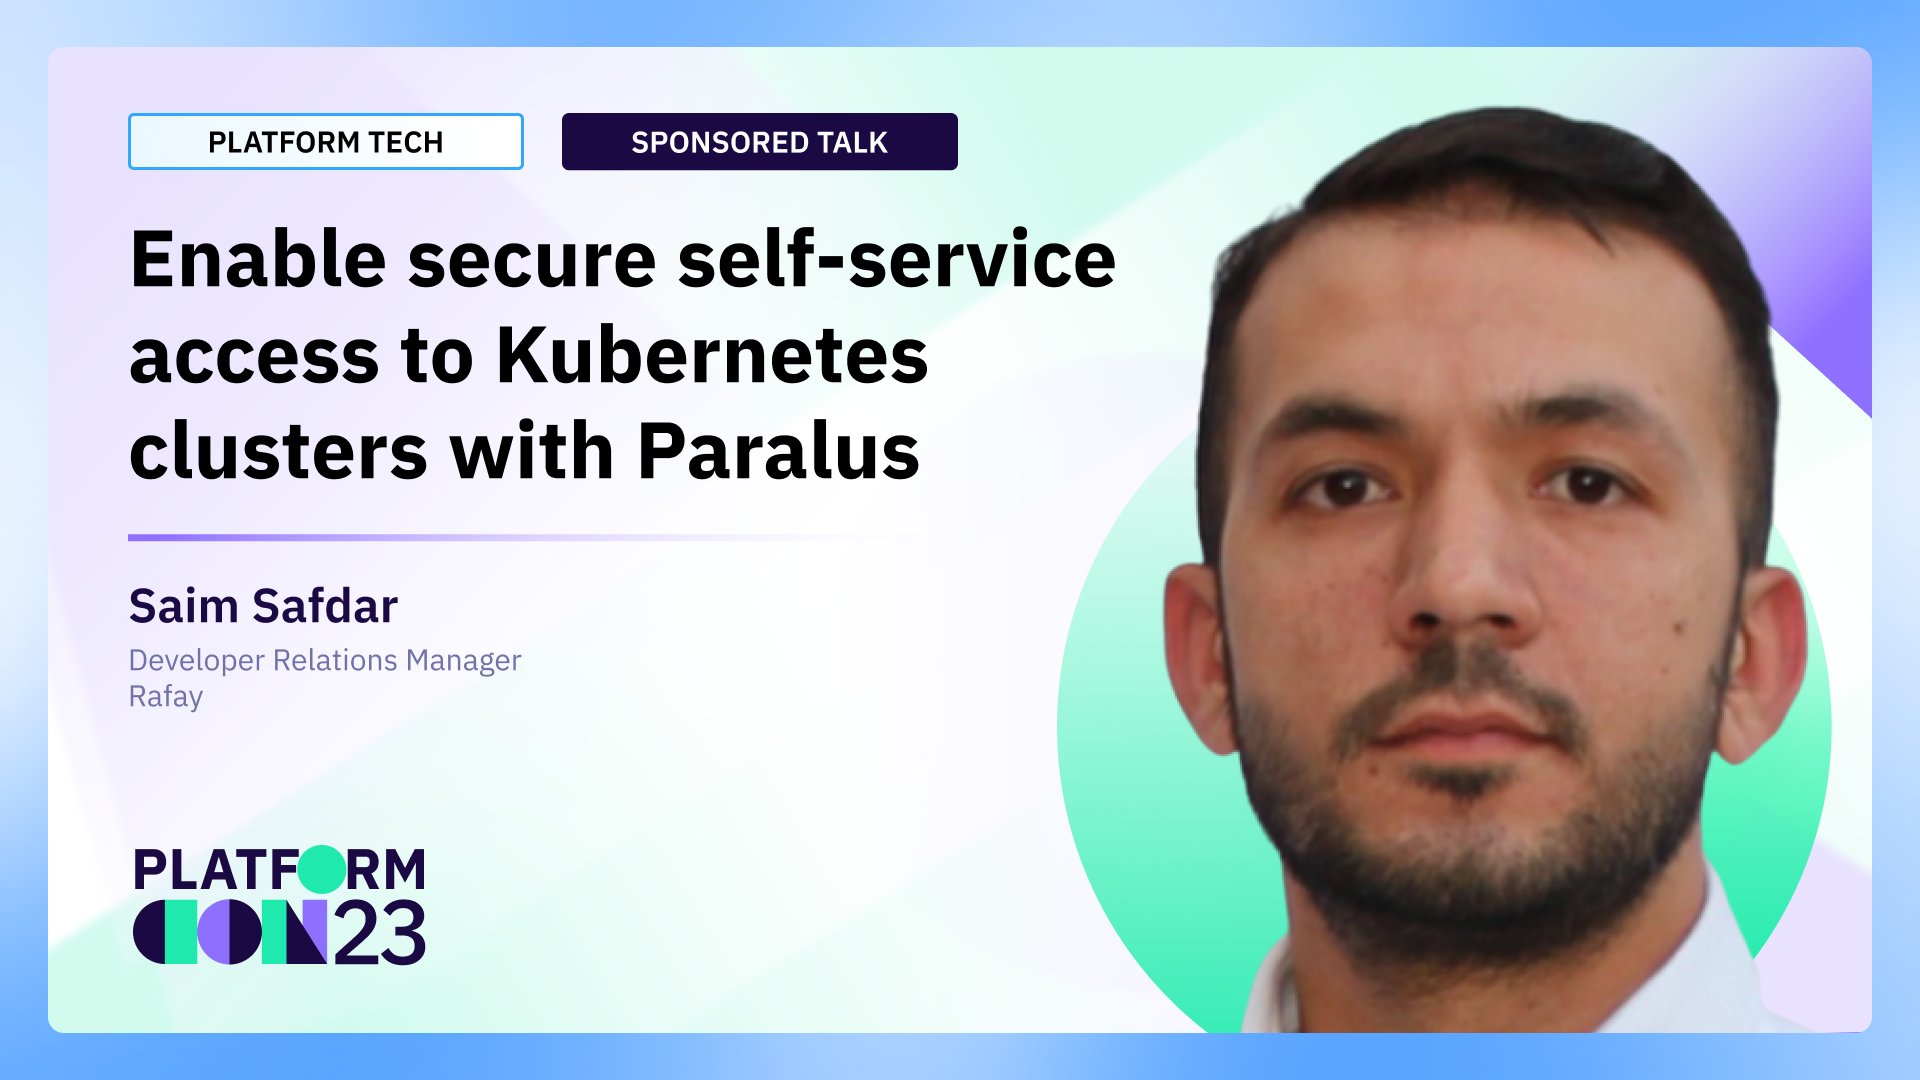 PLATFORM TECH
SPONSORED TALK
Enable secure self-service
access to Kubernetes
clusters with Paralus
Saim Safdar
Developer Relations Manager
Rafay
PLATFORM
CON23